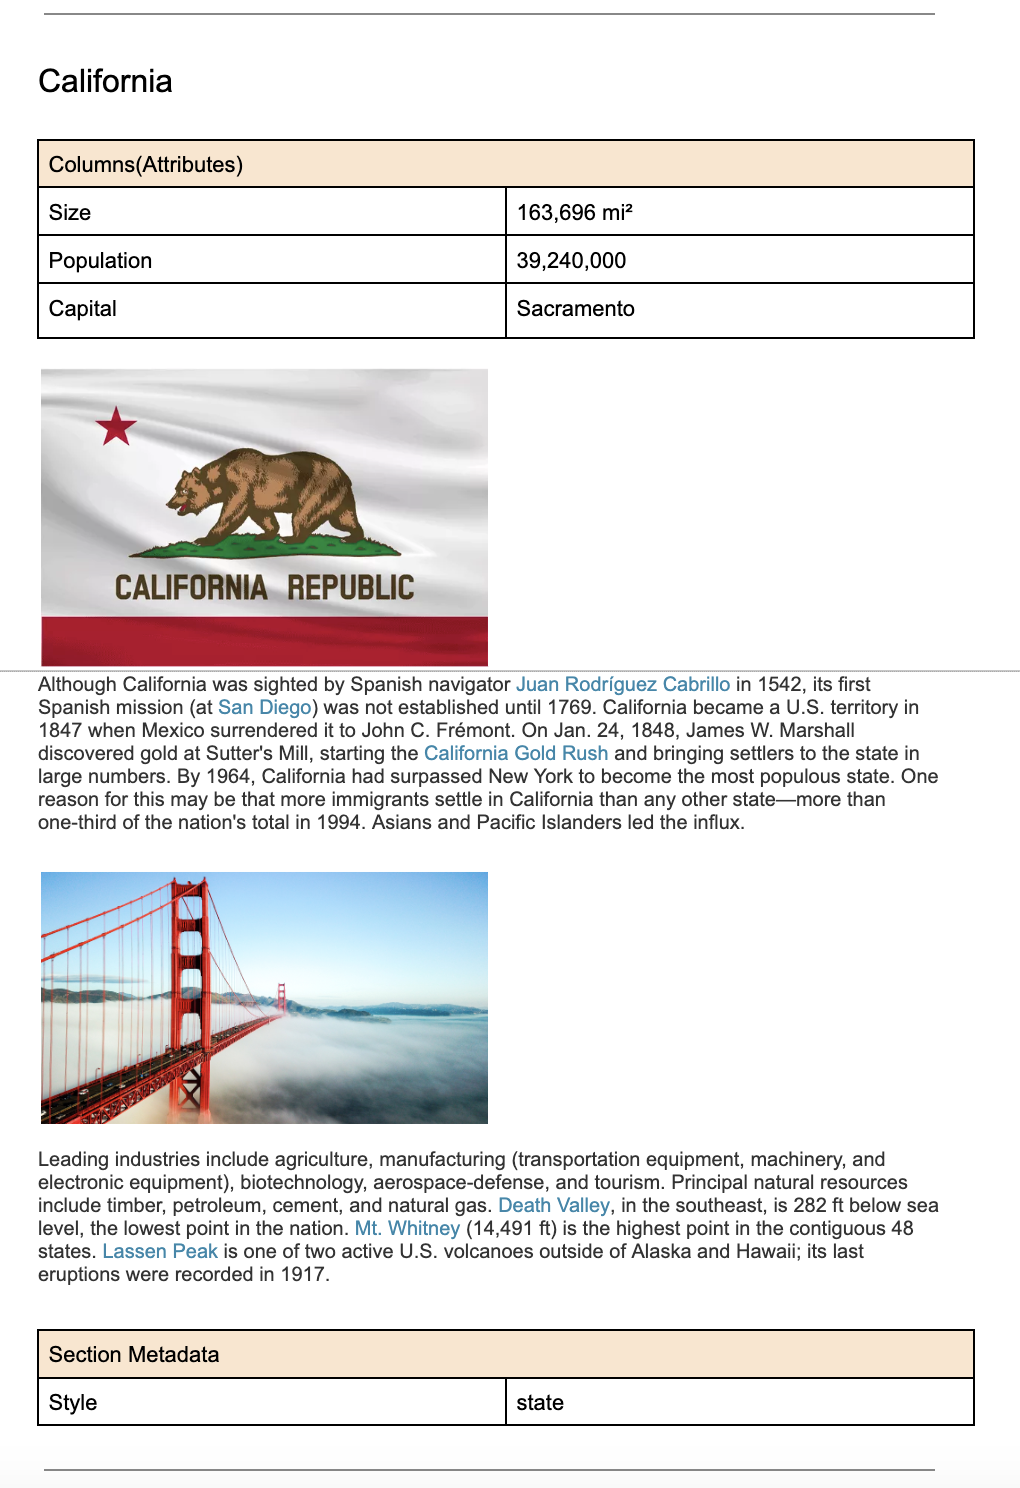 California
Columns(Attributes)
Size 163,696 mi²
Population 39,240,000
Capital Sacramento
CALIFORNIA REPUBLIC
Although California was sighted by Spanish navigator Juan Rodríguez Cabrillo in 1542, its first
Spanish mission (at San Diego) was not established until 1769. California became a U.S. territory in
1847 when Mexico surrendered it to John C. Frémont. On Jan. 24, 1848, James W. Marshall
discovered gold at Sutter's Mill, starting the California Gold Rush and bringing settlers to the state in
large numbers. By 1964, California had surpassed New York to become the most populous state. One
reason for this may be that more immigrants settle in California than any other state—more than
one-third of the nation's total in 1994. Asians and Pacific Islanders led the influx.
Leading industries include agriculture, manufacturing (transportation equipment, machinery, and
electronic equipment), biotechnology, aerospace-defense, and tourism. Principal natural resources
include timber, petroleum, cement, and natural gas. Death Valley, in the southeast, is 282 ft below sea
level, the lowest point in the nation. Mt. Whitney (14,491 ft) is the highest point in the contiguous 48
states. Lassen Peak is one of two active U.S. volcanoes outside of Alaska and Hawaii; its last
eruptions were recorded in 1917.
Section Metadata
Style state